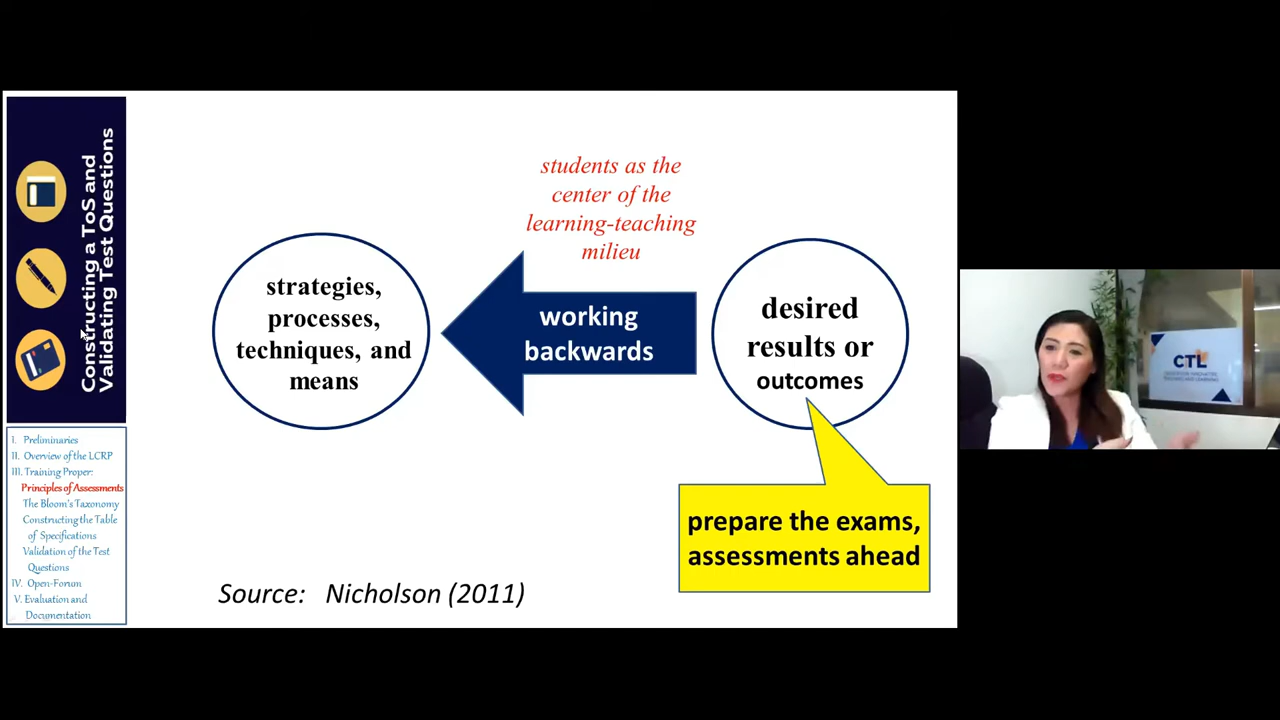 Constructing a ToS and
Validating Test Questions
I. Preliminaries
II. Overview of the LCRP
III. Training Proper:
Principles of Assessments
The Bloom's Taxonomy
Constructing the Table
of Specifications
Validation of the Test
Questions
IV. Open-Forum
V. Evaluation and
Documentation
students as the
center of the
learning-teaching
milieu
strategies,
processes,
techniques, and
means
working
backwards
desired
results or
outcomes
prepare the exams,
assessments ahead
Source: Nicholson (2011)
CTL
TEACHING AND LEARNING